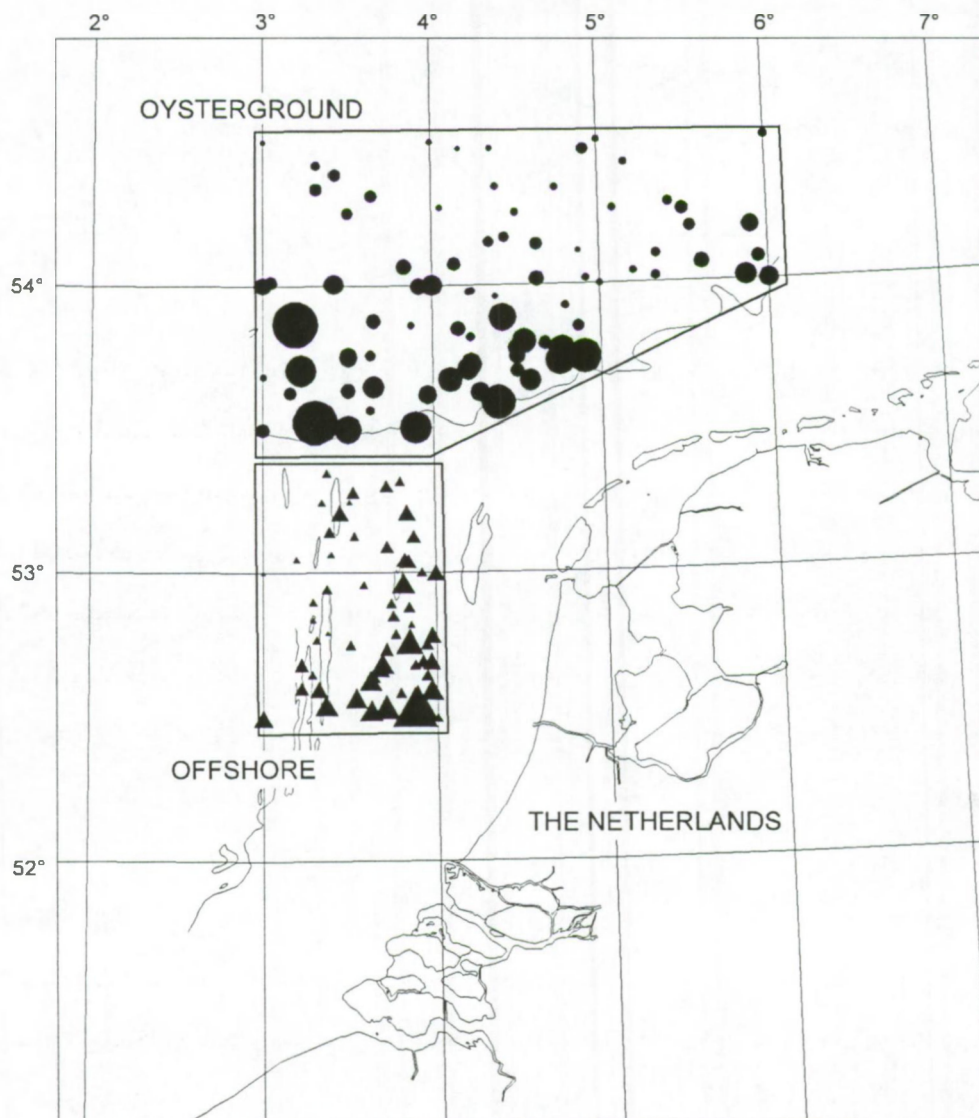 2° 3° 4° 5° 6° 7°
OYSTERGROUND
54°
53°
OFFSHORE
THE NETHERLANDS
52°